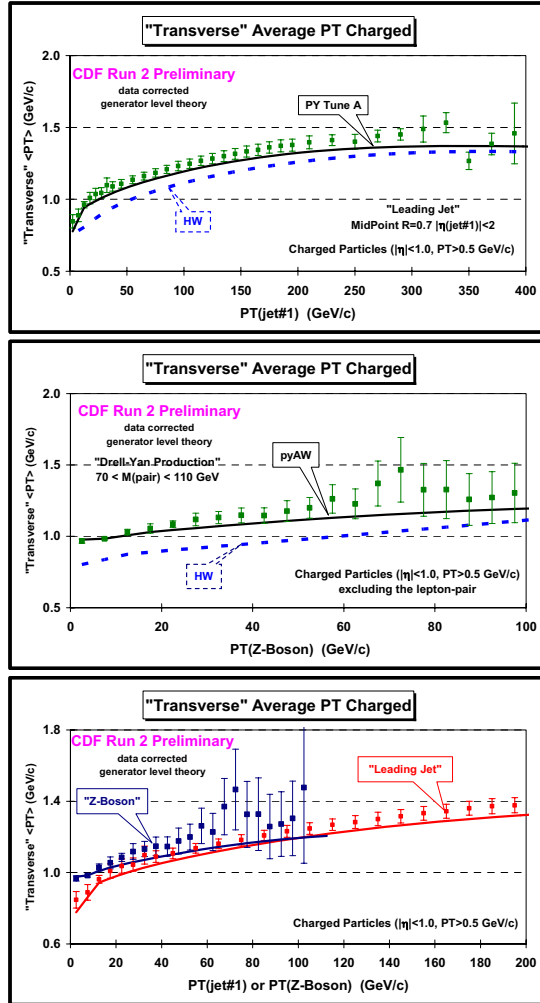 "Transverse" Average PT Charged
2.0
1.5
1.0
0.5
"Transverse" <PT> (GeV/c)
CDF Run 2 Preliminary
data corrected
generator level theory
PY Tune A
HW
"Leading Jet"
MidPoint R=0.7 |η(jet#1)|<2
Charged Particles (|η|<1.0, PT>0.5 GeV/c)
0 50 100 150 200 250 300 350 400
PT(jet#1) (GeV/c)
"Transverse" Average PT Charged
2.0
1.5
1.0
0.5
"Transverse" <PT> (GeV/c)
CDF Run 2 Preliminary
data corrected
generator level theory
"Drell-Yan Production"
70 < M(pair) < 110 GeV
pyAW
HW
Charged Particles (|η|<1.0, PT>0.5 GeV/c)
excluding the lepton-pair
0 20 40 60 80 100
PT(Z-Boson) (GeV/c)
"Transverse" Average PT Charged
1.8
1.4
1.0
0.6
"Transverse" <PT> (GeV/c)
CDF Run 2 Preliminary
data corrected
generator level theory
"Z-Boson"
"Leading Jet"
Charged Particles (|η|<1.0, PT>0.5 GeV/c)
0 20 40 60 80 100 120 140 160 180 200
PT(jet#1) or PT(Z-Boson) (GeV/c)